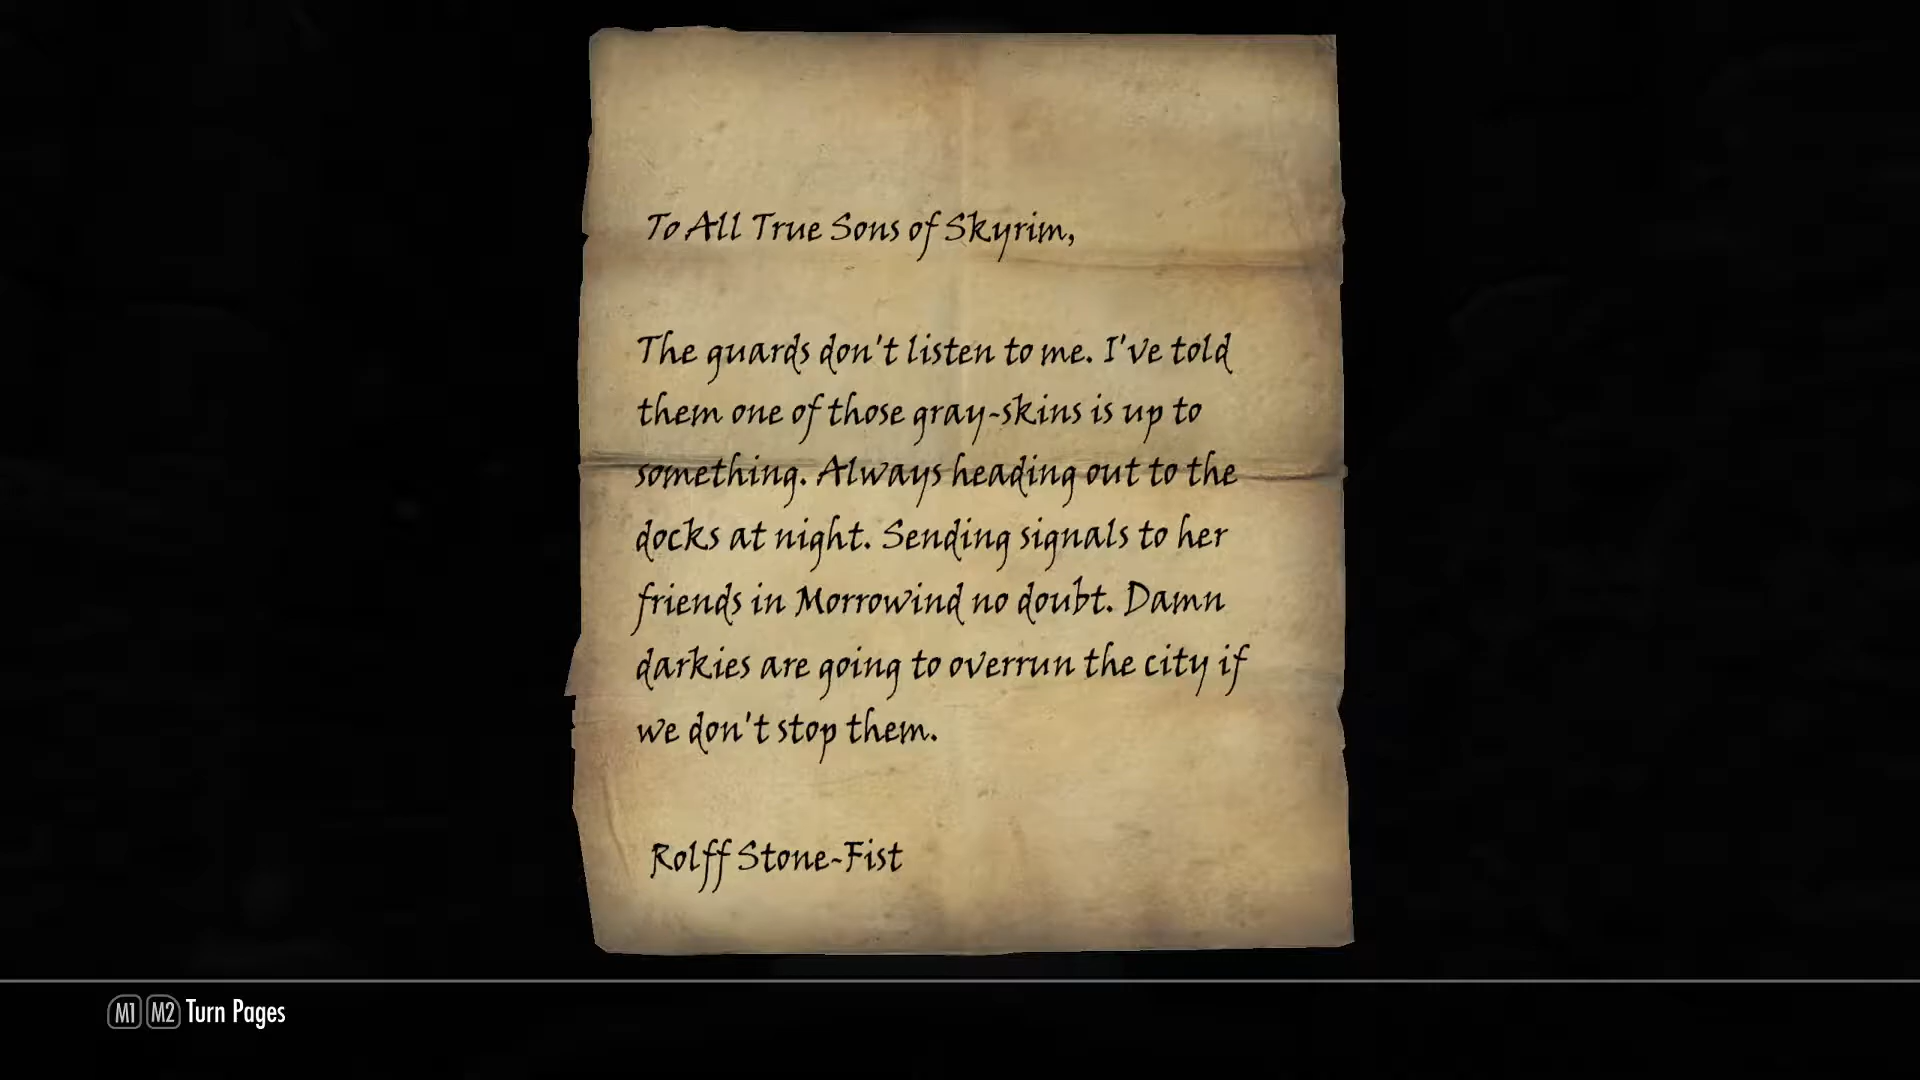 To All True Sons of Skyrim,
The guards don't listen to me. I've told
them one of those gray-skins is up to
something. Always heading out to the
docks at night. Sending signals to her
friends in Morrowind no doubt. Damn
darkies are going to overrun the city if
we don't stop them.
Rolff Stone-Fist
M1 M2 Turn Pages